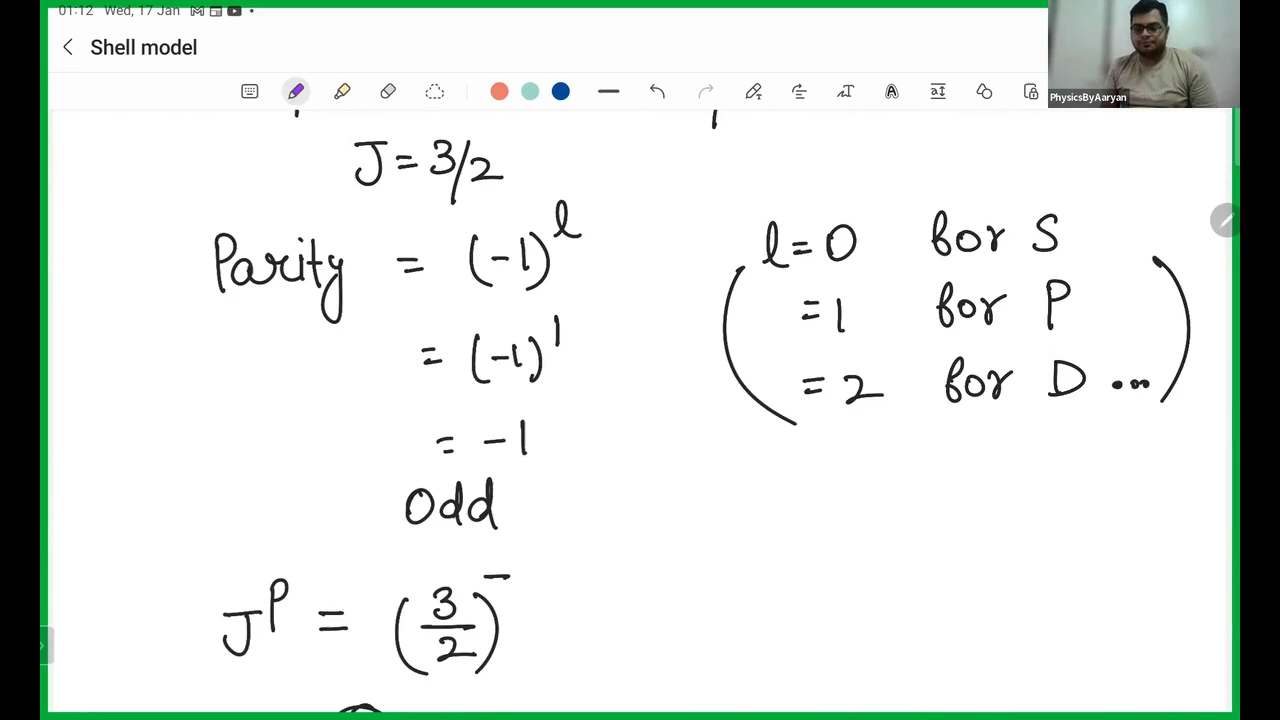 01:12 Wed, 17 Jan
Shell model
PhysicsByAaryan
J = 3/2
Parity = (-1)^l
= (-1)^1
= -1
Odd
J^P = (3/2)^-
l = 0 for S
= 1 for P
= 2 for D ...